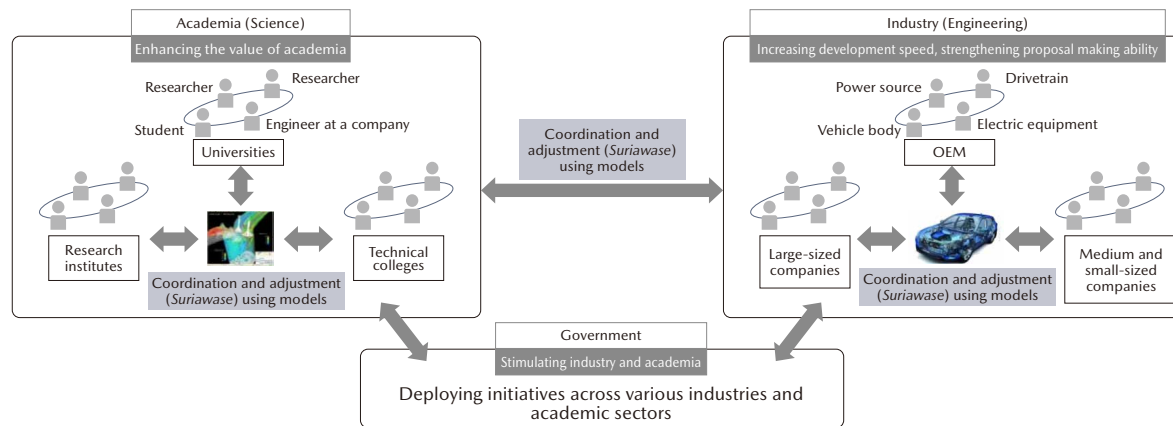 Academia (Science)
Enhancing the value of academia
Researcher
Researcher
Student
Engineer at a company
Universities
Research
institutes
Technical
colleges
Coordination and adjustment
(Suriawase) using models
Coordination and
adjustment (Suriawase)
using models
Industry (Engineering)
Increasing development speed, strengthening proposal making ability
Power source
Drivetrain
Vehicle body
Electric equipment
OEM
Large-sized
companies
Medium and
small-sized
companies
Coordination and adjustment
(Suriawase) using models
Government
Stimulating industry and academia
Deploying initiatives across various industries and
academic sectors